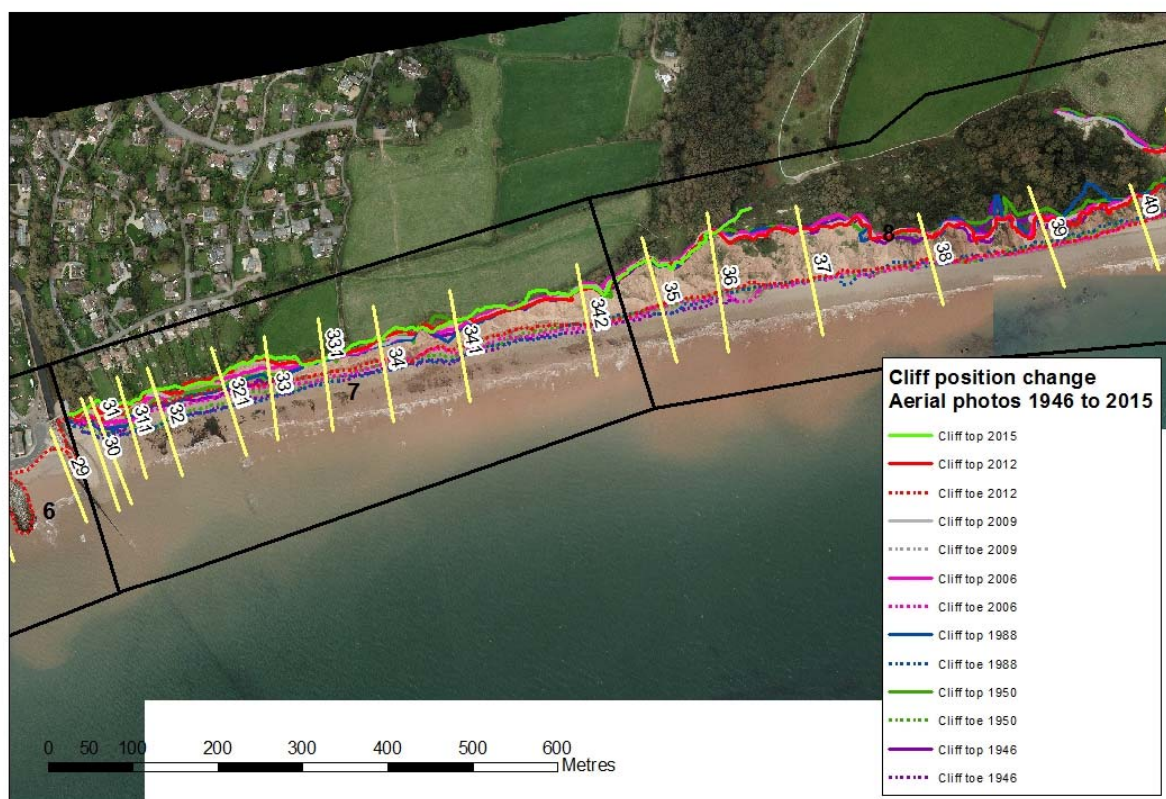 29
30
31
311
32
321
33
331
34
341
342
35
36
37
38
39
40
6
7
8
Cliff position change
Aerial photos 1946 to 2015
Cliff top 2015
Cliff top 2012
Cliff toe 2012
Cliff top 2009
Cliff toe 2009
Cliff top 2006
Cliff toe 2006
Cliff top 1988
Cliff toe 1988
Cliff top 1950
Cliff toe 1950
Cliff top 1946
Cliff toe 1946
0 50 100 200 300 400 500 600
Metres